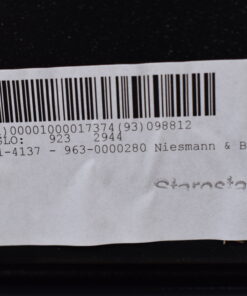 )00001000017374(93)098812
SLO: 923 2944
1-4137 - 963-0000280 Niesmann & B